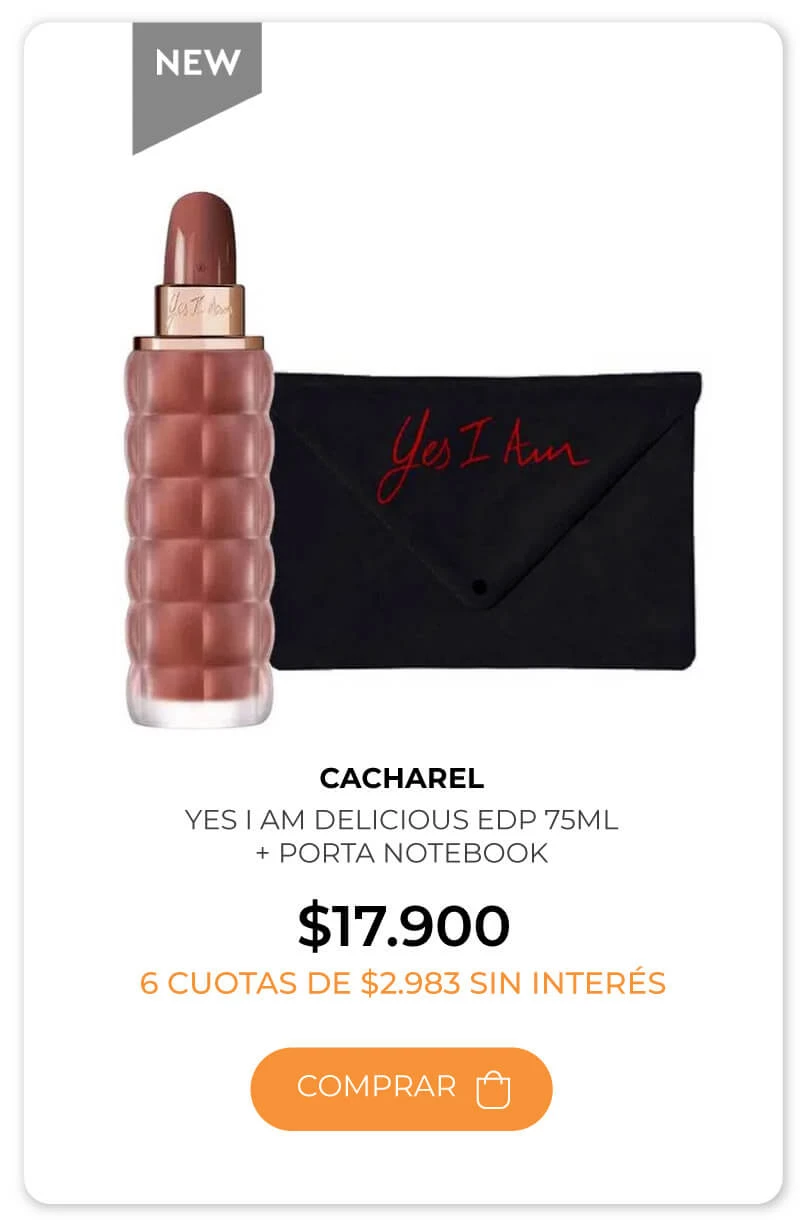 NEW
Yes I Am
Yes I Am
CACHAREL
YES I AM DELICIOUS EDP 75ML
+ PORTA NOTEBOOK
$17.900
6 CUOTAS DE $2.983 SIN INTERÉS
COMPRAR